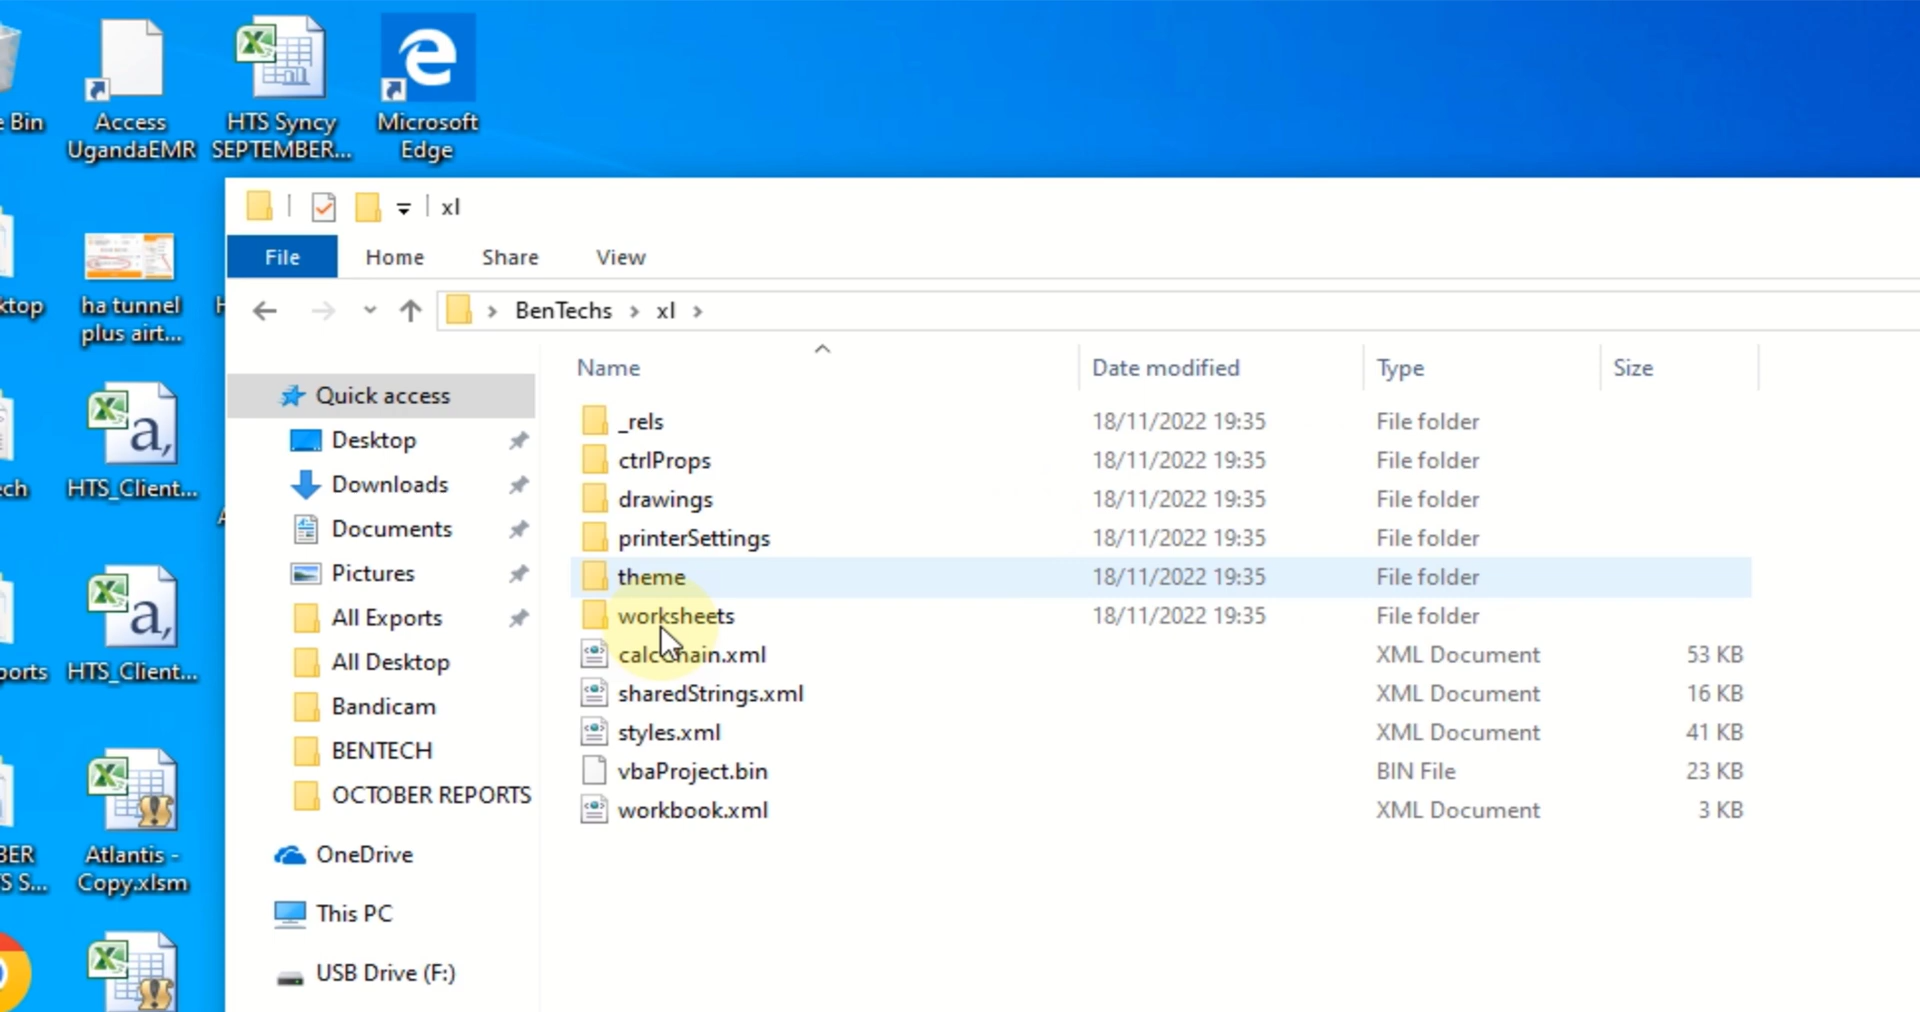 e Bin
Access
UgandaEMR
HTS Syncy
SEPTEMBER...
Microsoft
Edge
xl
File
Home
Share
View
BenTechs
xl
ktop
ha tunnel
plus airt...
Name
Date modified
Type
Size
Quick access
Desktop
Downloads
Documents
Pictures
All Exports
All Desktop
Bandicam
BENTECH
OCTOBER REPORTS
OneDrive
This PC
USB Drive (F:)
_rels 18/11/2022 19:35 File folder
ctrlProps 18/11/2022 19:35 File folder
drawings 18/11/2022 19:35 File folder
printerSettings 18/11/2022 19:35 File folder
theme 18/11/2022 19:35 File folder
worksheets 18/11/2022 19:35 File folder
XML Document 53 KB
sharedStrings.xml XML Document 16 KB
styles.xml XML Document 41 KB
vbaProject.bin BIN File 23 KB
workbook.xml XML Document 3 KB
ech
HTS_Client...
ports
HTS_Client...
BER
S S...
Atlantis -
Copy.xlsm